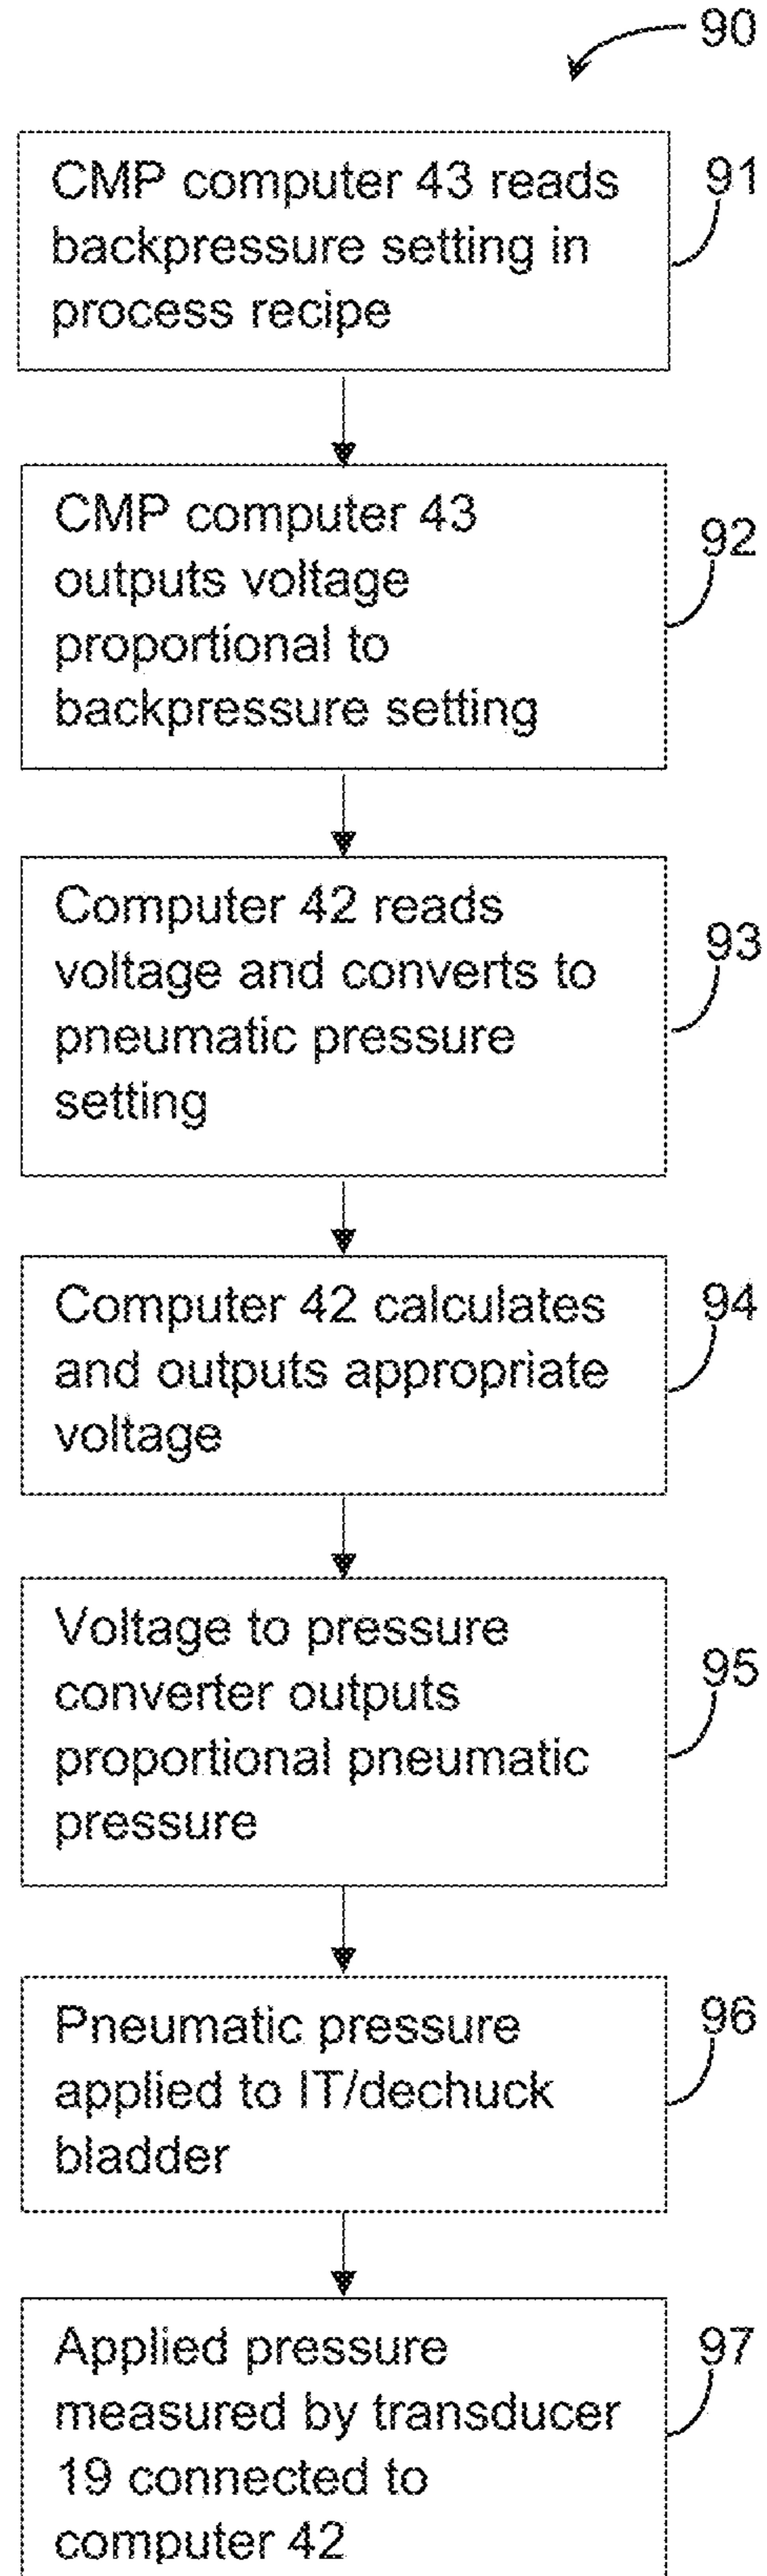 90
CMP computer 43 reads
backpressure setting in
process recipe
91
CMP computer 43
outputs voltage
proportional to
backpressure setting
92
Computer 42 reads
voltage and converts to
pneumatic pressure
setting
93
Computer 42 calculates
and outputs appropriate
voltage
94
Voltage to pressure
converter outputs
proportional pneumatic
pressure
95
Pneumatic pressure
applied to IT/dechuck
bladder
96
Applied pressure
measured by transducer
19 connected to
computer 42
97